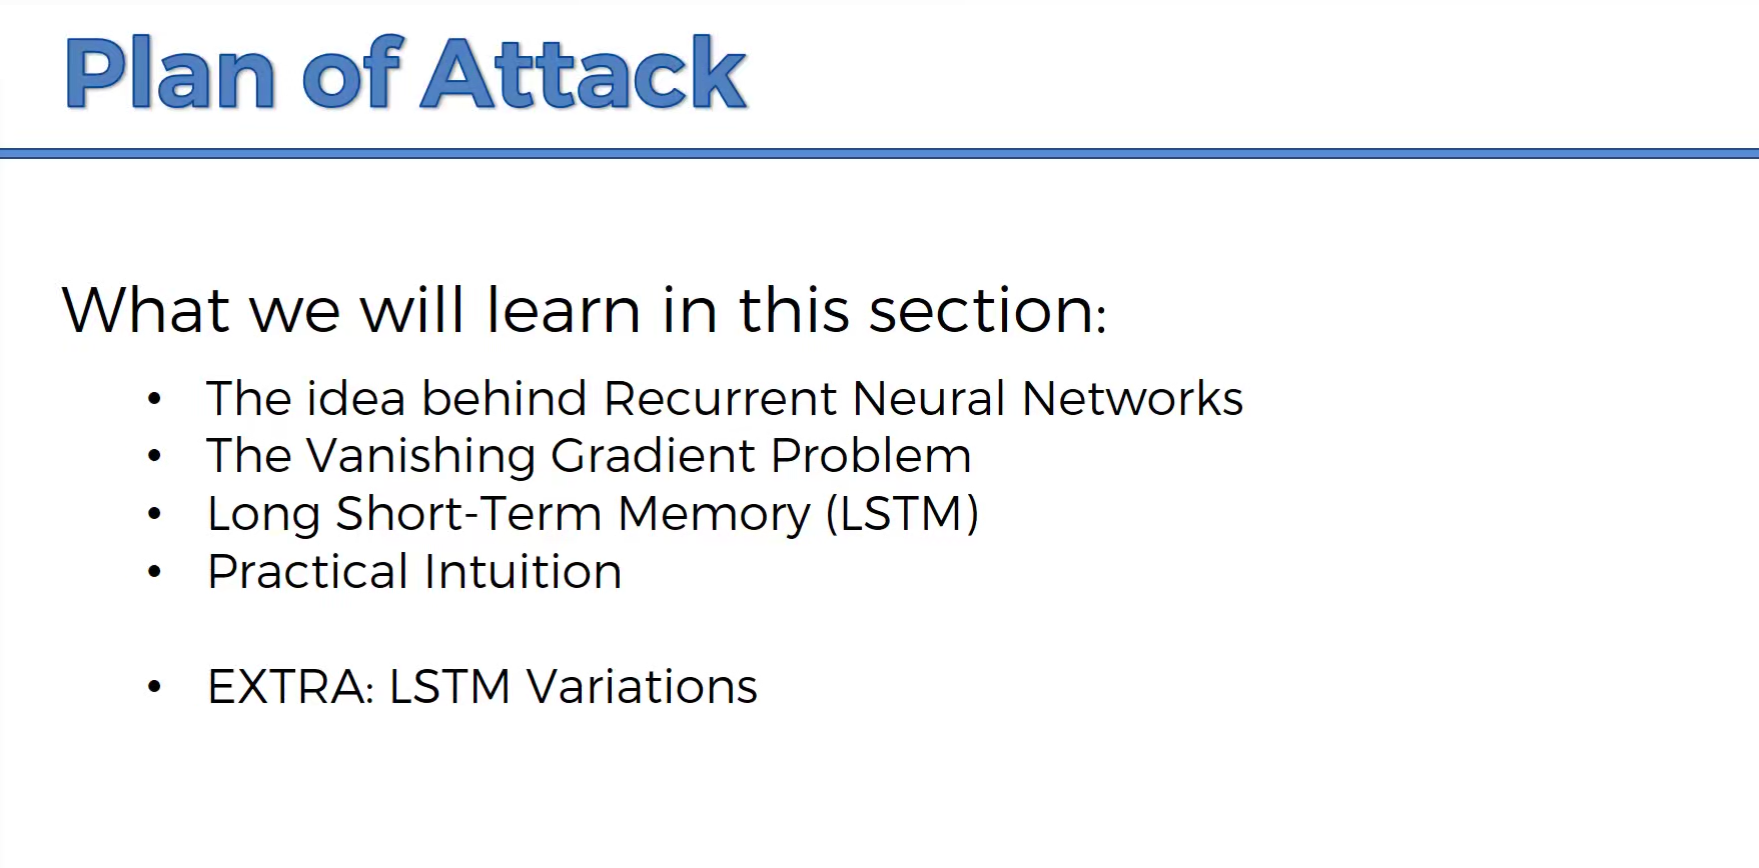 Plan of Attack
What we will learn in this section:
• The idea behind Recurrent Neural Networks
• The Vanishing Gradient Problem
• Long Short-Term Memory (LSTM)
• Practical Intuition
• EXTRA: LSTM Variations